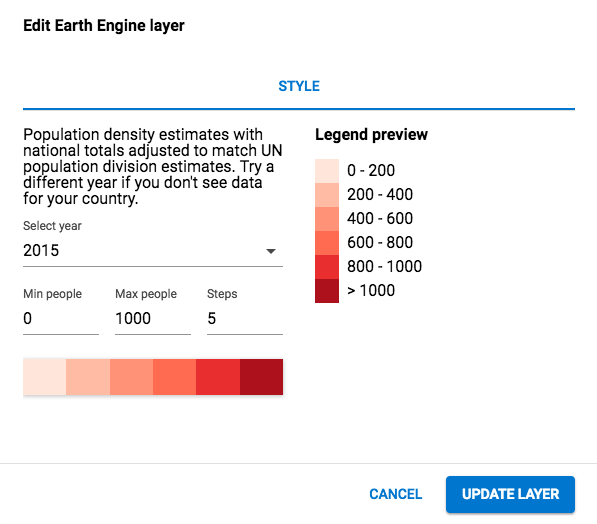 Edit Earth Engine layer
STYLE
Population density estimates with
national totals adjusted to match UN
population division estimates. Try a
different year if you don't see data
for your country.
Select year
2015
Min people Max people Steps
0 1000 5
Legend preview
0 - 200
200 - 400
400 - 600
600 - 800
800 - 1000
> 1000
CANCEL UPDATE LAYER